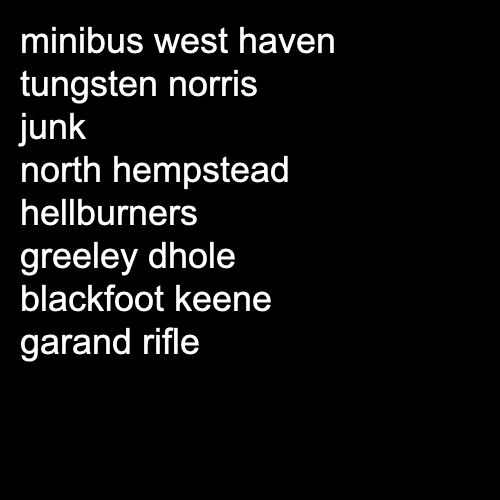 minibus west haven
tungsten norris
junk
north hempstead
hellburners
greeley dhole
blackfoot keene
garand rifle